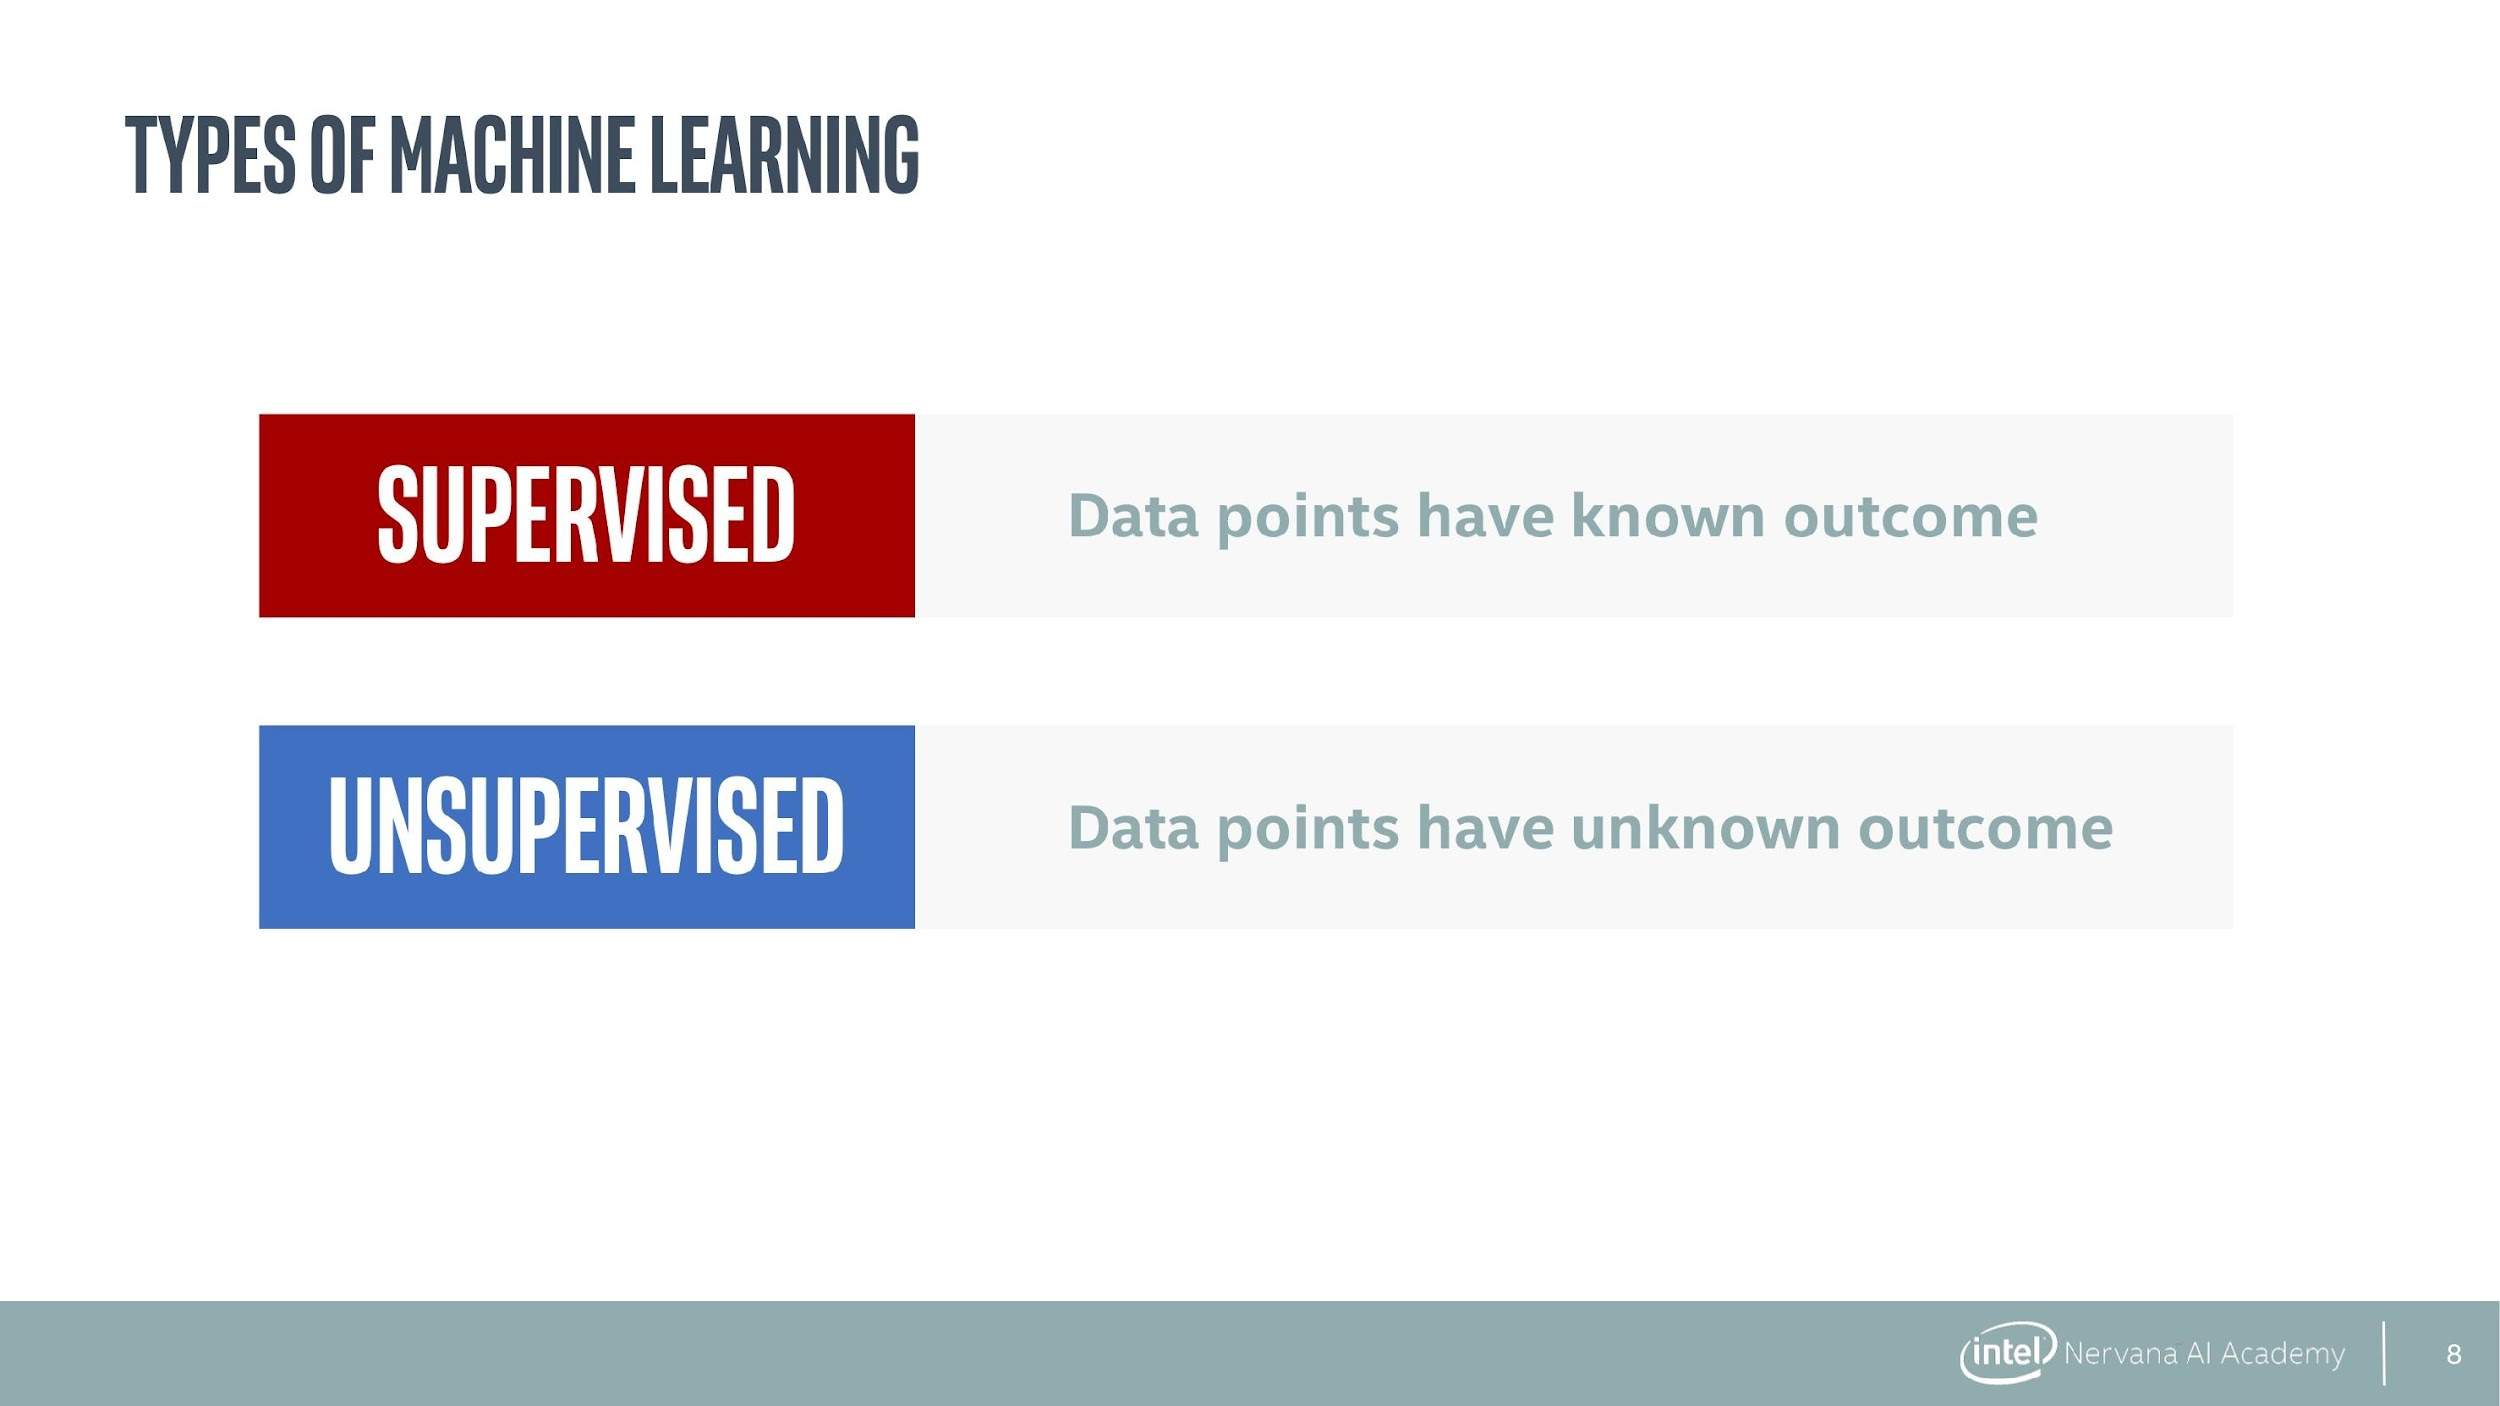 TYPES OF MACHINE LEARNING
SUPERVISED
Data points have known outcome
UNSUPERVISED
Data points have unknown outcome
intel Nervana AI Academy
8